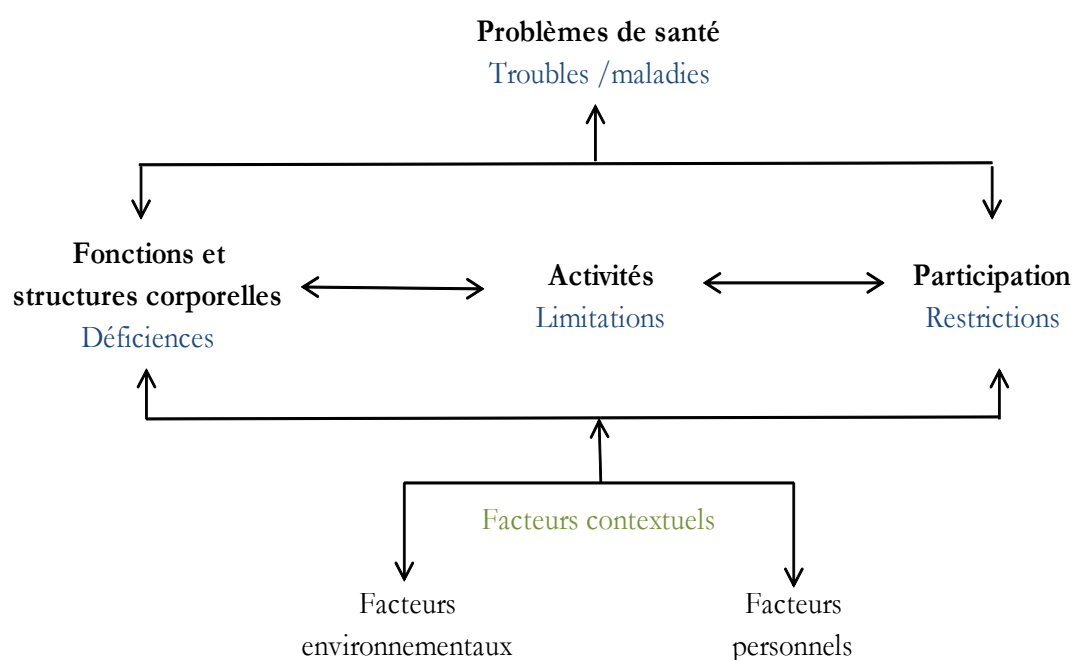 Problèmes de santé
Troubles /maladies
Fonctions et
structures corporelles
Déficiences
Activités
Limitations
Participation
Restrictions
Facteurs contextuels
Facteurs
environnementaux
Facteurs
personnels